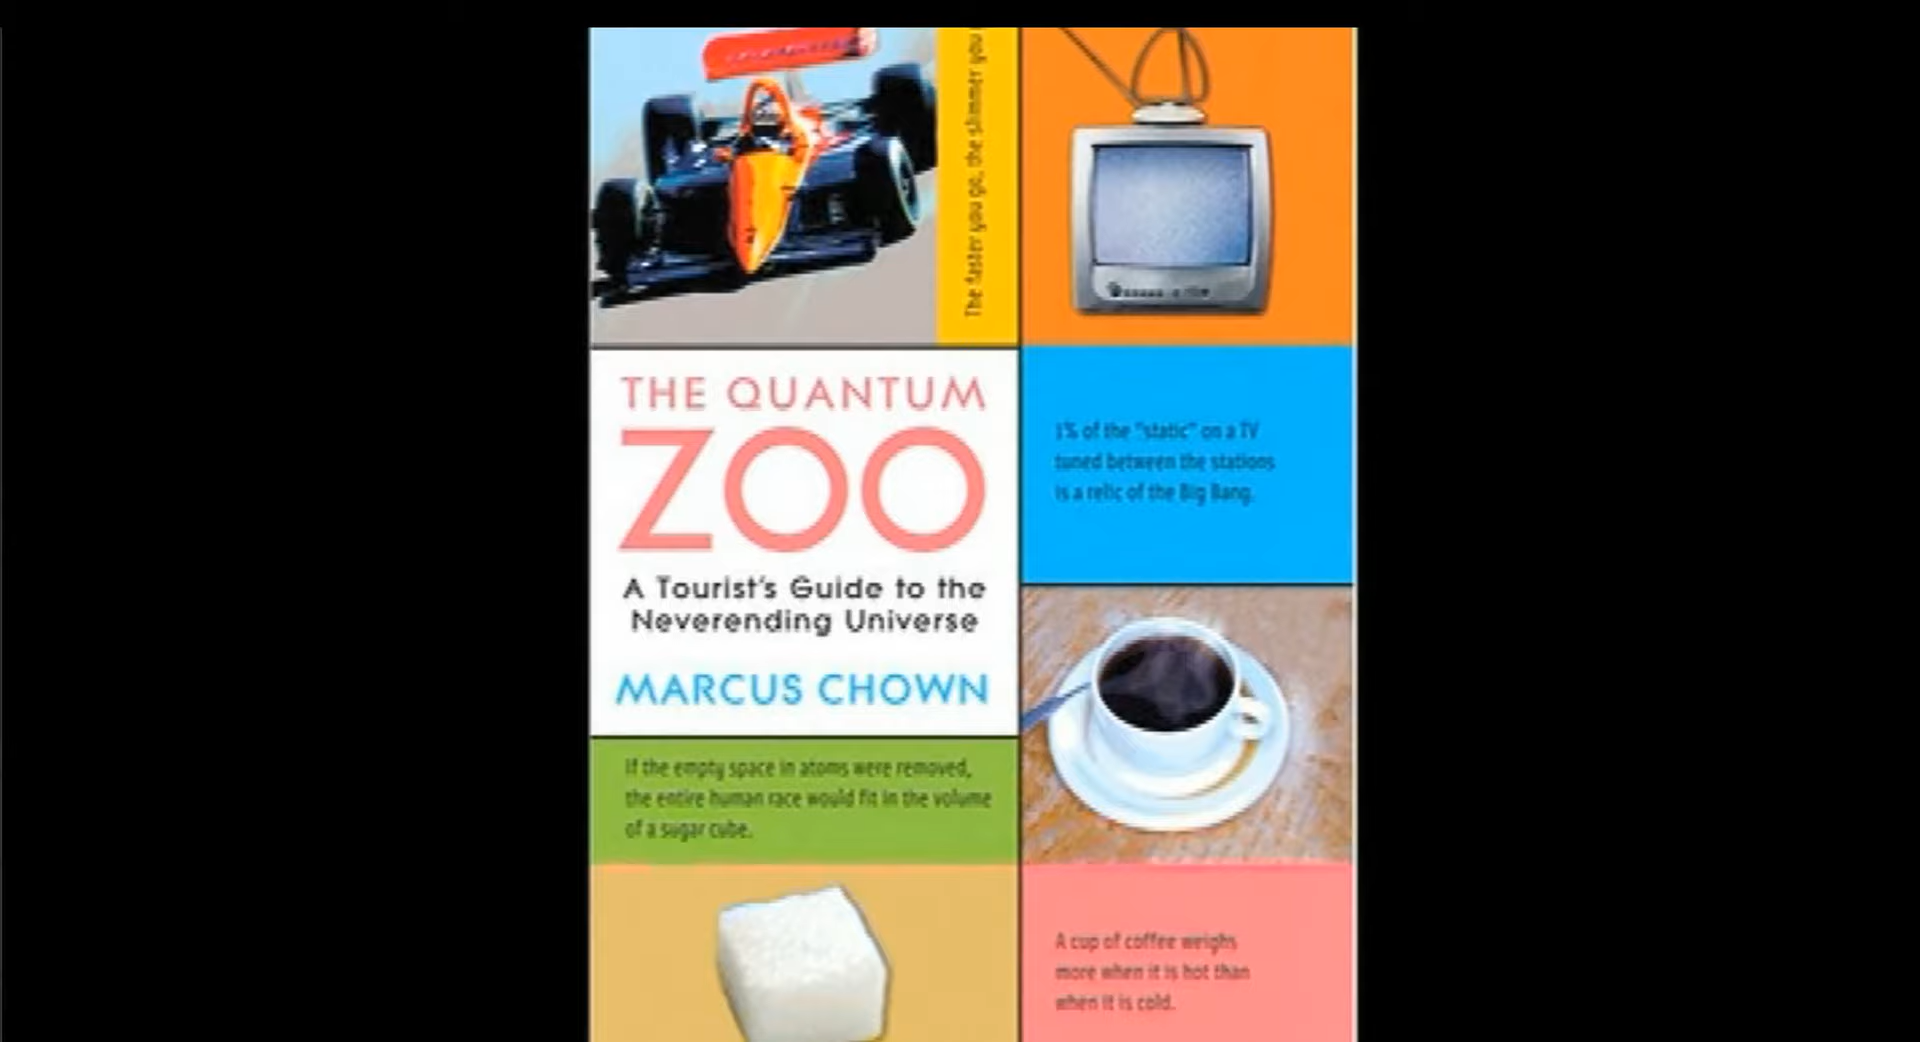 The faster you go, the slimmer you
THE QUANTUM
ZOO
A Tourist's Guide to the
Neverending Universe
MARCUS CHOWN
If the empty space in atoms were removed,
the entire human race would fit in the volume
of a sugar cube.
1% of the "static" on a TV
tuned between the stations
is a relic of the Big Bang.
A cup of coffee weighs
more when it is hot than
when it is cold.